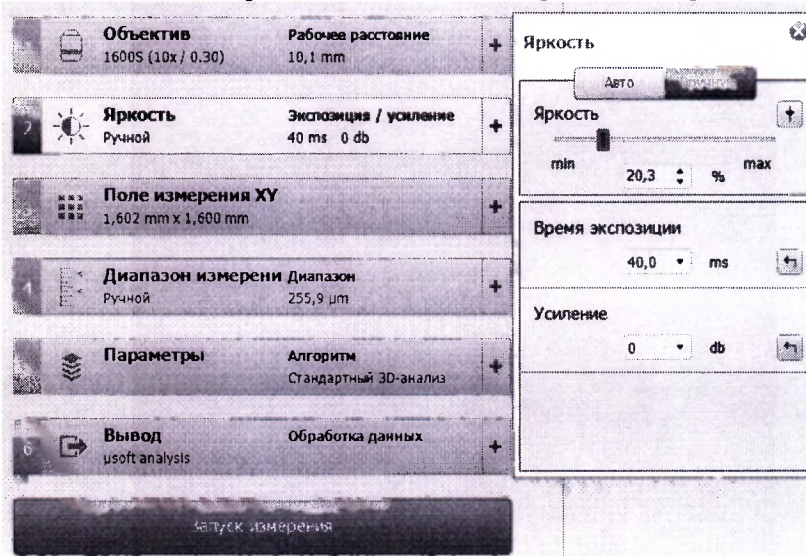 Объектив Рабочее расстояние
1600S (10x / 0.30) 10,1 mm
2
Яркость Экспозиция / усиление
Ручной 40 ms 0 db
Поле измерения XY
1,602 mm x 1,600 mm
4
Диапазон измерени Диапазон
Ручной 255,9 µm
Параметры Алгоритм
Стандартный 3D-анализ
6
Вывод Обработка данных
µsoft analysis
Запуск измерения
Яркость
Авто
Яркость
min max
20,3 %
Время экспозиции
40,0 ms
Усиление
0 db